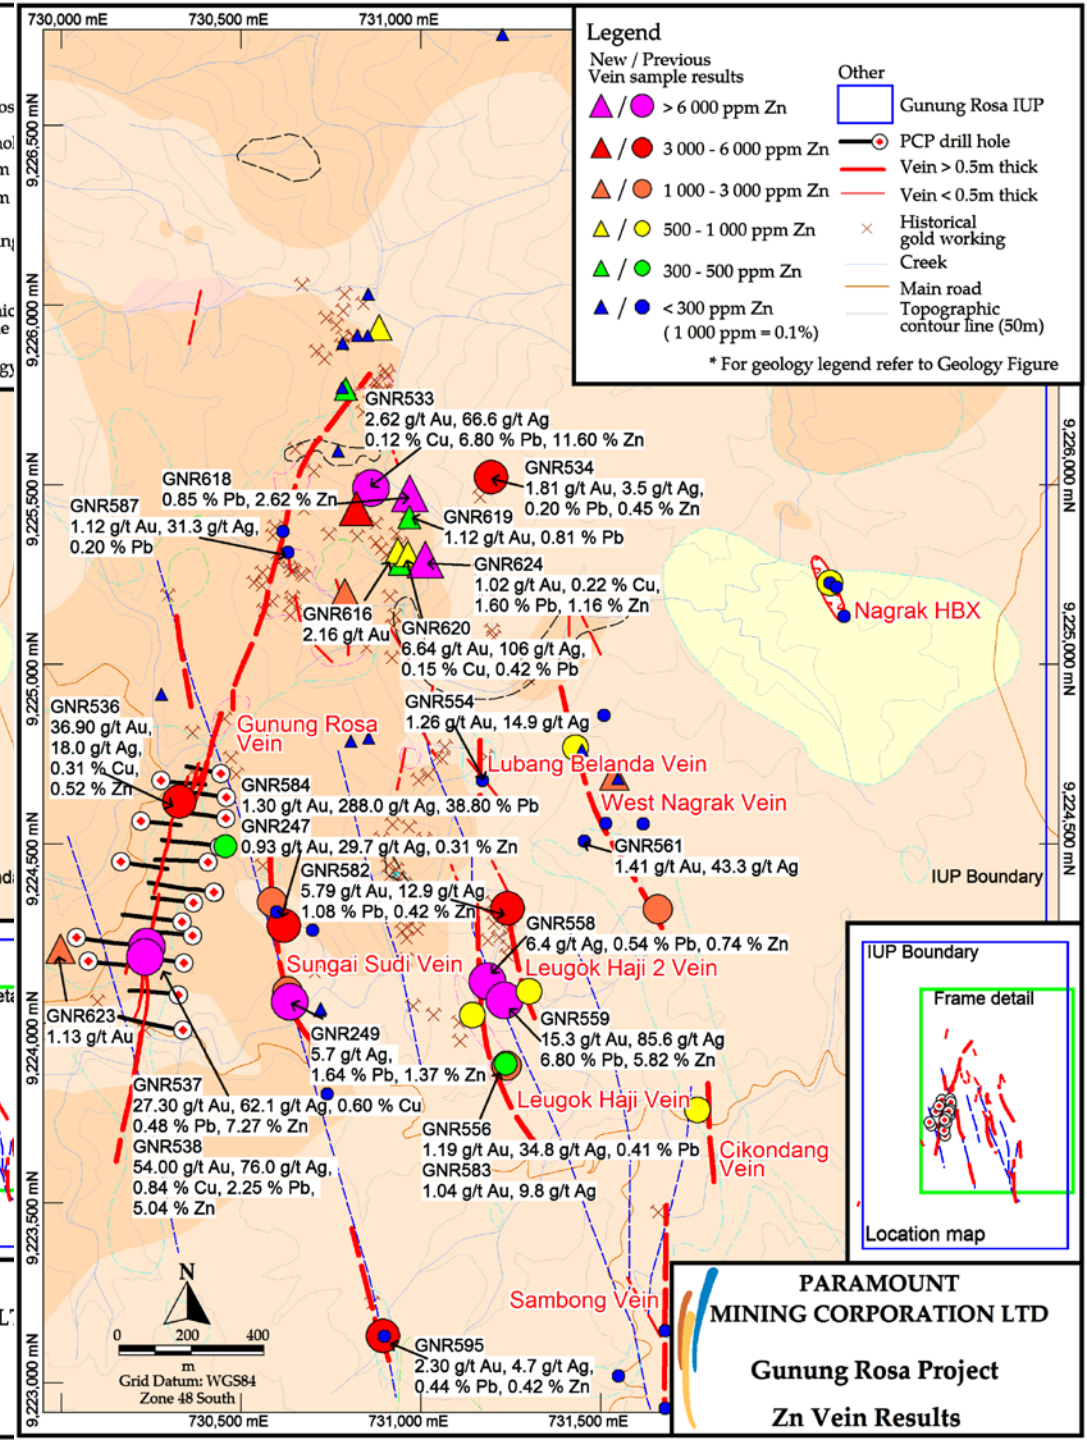 730,000 mE
730,500 mE
731,000 mE
Legend
New / Previous
Vein sample results
/ > 6 000 ppm Zn
/ 3 000 - 6 000 ppm Zn
/ 1 000 - 3 000 ppm Zn
/ 500 - 1 000 ppm Zn
/ 300 - 500 ppm Zn
/ < 300 ppm Zn
( 1 000 ppm = 0.1%)
Other
Gunung Rosa IUP
PCP drill hole
Vein > 0.5m thick
Vein < 0.5m thick
Historical
gold working
Creek
Main road
Topographic
contour line (50m)
* For geology legend refer to Geology Figure
9,226,500 mN
9,226,000 mN
9,225,500 mN
9,225,000 mN
9,224,500 mN
9,224,000 mN
9,223,500 mN
9,223,000 mN
9,226,000 mN
9,225,500 mN
9,225,000 mN
9,224,500 mN
GNR533
2.62 g/t Au, 66.6 g/t Ag
0.12 % Cu, 6.80 % Pb, 11.60 % Zn
GNR618
0.85 % Pb, 2.62 % Zn
GNR534
1.81 g/t Au, 3.5 g/t Ag,
0.20 % Pb, 0.45 % Zn
GNR587
1.12 g/t Au, 31.3 g/t Ag,
0.20 % Pb
GNR619
1.12 g/t Au, 0.81 % Pb
GNR624
1.02 g/t Au, 0.22 % Cu,
1.60 % Pb, 1.16 % Zn
GNR616
2.16 g/t Au
GNR620
6.64 g/t Au, 106 g/t Ag,
0.15 % Cu, 0.42 % Pb
Nagrak HBX
GNR536
36.90 g/t Au,
18.0 g/t Ag,
0.31 % Cu,
0.52 % Zn
Gunung Rosa
Vein
GNR554
1.26 g/t Au, 14.9 g/t Ag
Lubang Belanda Vein
West Nagrak Vein
GNR584
1.30 g/t Au, 288.0 g/t Ag, 38.80 % Pb
GNR247
0.93 g/t Au, 29.7 g/t Ag, 0.31 % Zn
GNR561
1.41 g/t Au, 43.3 g/t Ag
IUP Boundary
GNR582
5.79 g/t Au, 12.9 g/t Ag,
1.08 % Pb, 0.42 % Zn
GNR558
6.4 g/t Ag, 0.54 % Pb, 0.74 % Zn
Sungai Sudi Vein
Leugok Haji 2 Vein
GNR623
1.13 g/t Au
GNR249
5.7 g/t Ag,
1.64 % Pb, 1.37 % Zn
GNR559
15.3 g/t Au, 85.6 g/t Ag
6.80 % Pb, 5.82 % Zn
GNR537
27.30 g/t Au, 62.1 g/t Ag, 0.60 % Cu
0.48 % Pb, 7.27 % Zn
GNR538
54.00 g/t Au, 76.0 g/t Ag,
0.84 % Cu, 2.25 % Pb,
5.04 % Zn
Leugok Haji Vein
GNR556
1.19 g/t Au, 34.8 g/t Ag, 0.41 % Pb
GNR583
1.04 g/t Au, 9.8 g/t Ag
Cikondang
Vein
Sambong Vein
GNR595
2.30 g/t Au, 4.7 g/t Ag,
0.44 % Pb, 0.42 % Zn
N
0 200 400
m
Grid Datum: WGS84
Zone 48 South
730,500 mE
731,000 mE
731,500 mE
IUP Boundary
Frame detail
Location map
PARAMOUNT
MINING CORPORATION LTD
Gunung Rosa Project
Zn Vein Results